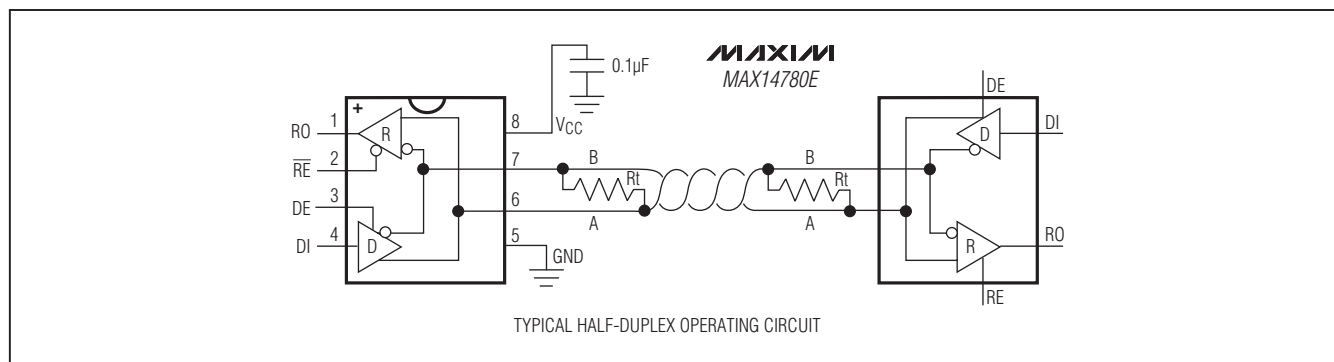 MAXIM
MAX14780E
0.1µF
DE
+
RO 1
8 VCC
R
D
DI
RE 2
7 B
B
Rt
Rt
DE 3
6 A
A
DI 4
D
5 GND
R
RO
RE
TYPICAL HALF-DUPLEX OPERATING CIRCUIT